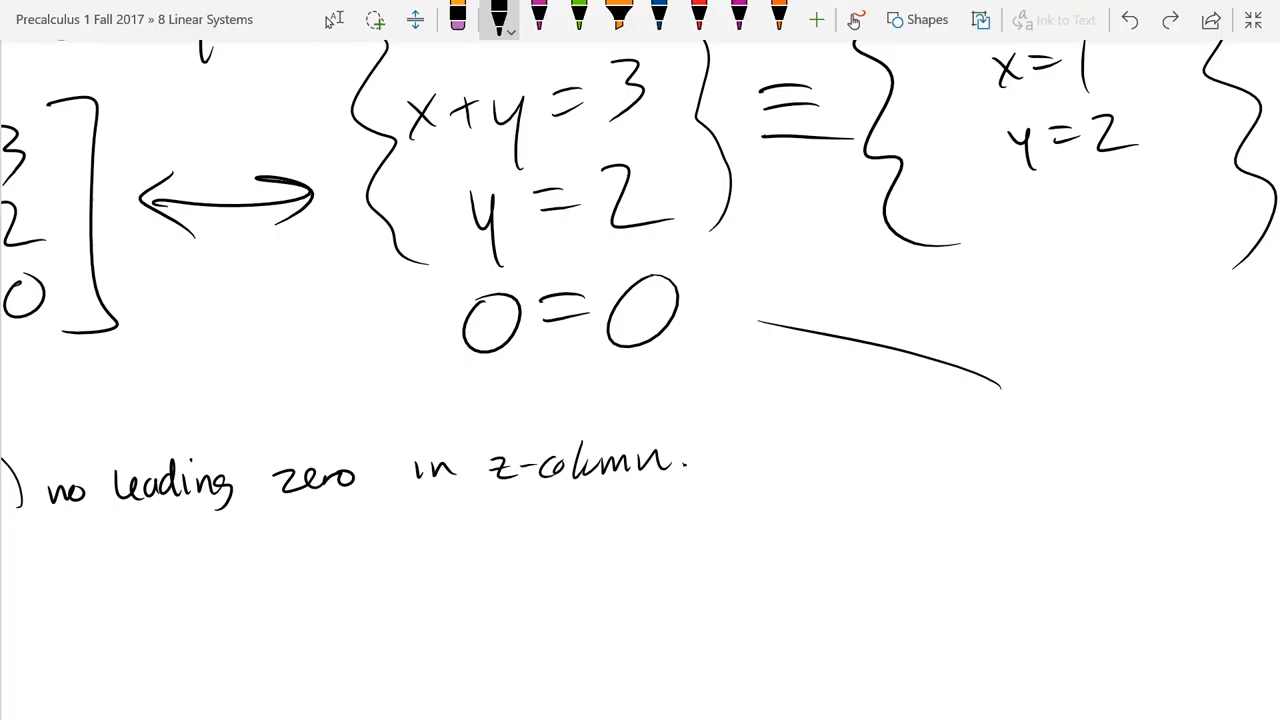 Precalculus 1 Fall 2017 » 8 Linear Systems
Shapes
Ink to Text
3
2
0
x+y=3
y=2
0=0
≡
x=1
y=2
) no leading zero in z-column.